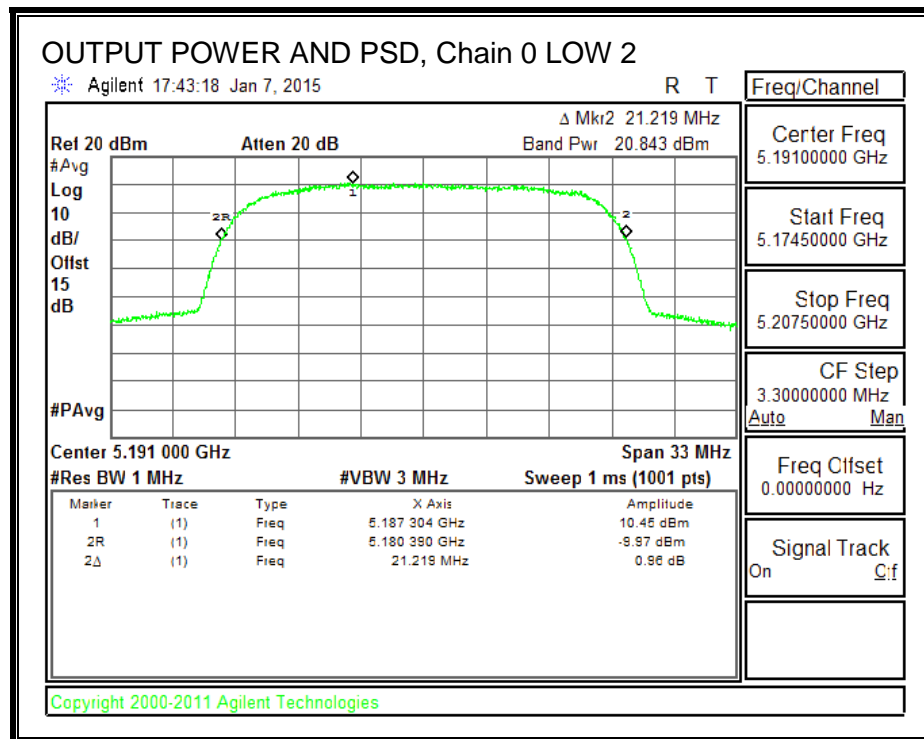 OUTPUT POWER AND PSD, Chain 0 LOW 2
Agilent 17:43:18 Jan 7, 2015 R T
Δ Mkr2 21.219 MHz
Ref 20 dBm Atten 20 dB Band Pwr 20.843 dBm
#Avg
Log
10
dB/
Offst
15
dB
#PAvg
2R
1
2
Center 5.191 000 GHz Span 33 MHz
#Res BW 1 MHz #VBW 3 MHz Sweep 1 ms (1001 pts)
Marker Trace Type X Axis Amplitude
1 (1) Freq 5.187 304 GHz 10.45 dBm
2R (1) Freq 5.180 390 GHz -9.97 dBm
2Δ (1) Freq 21.219 MHz 0.96 dB
Copyright 2000-2011 Agilent Technologies
Freq/Channel
Center Freq
5.19100000 GHz
Start Freq
5.17450000 GHz
Stop Freq
5.20750000 GHz
CF Step
3.30000000 MHz
Auto Man
Freq Offset
0.00000000 Hz
Signal Track
On Off